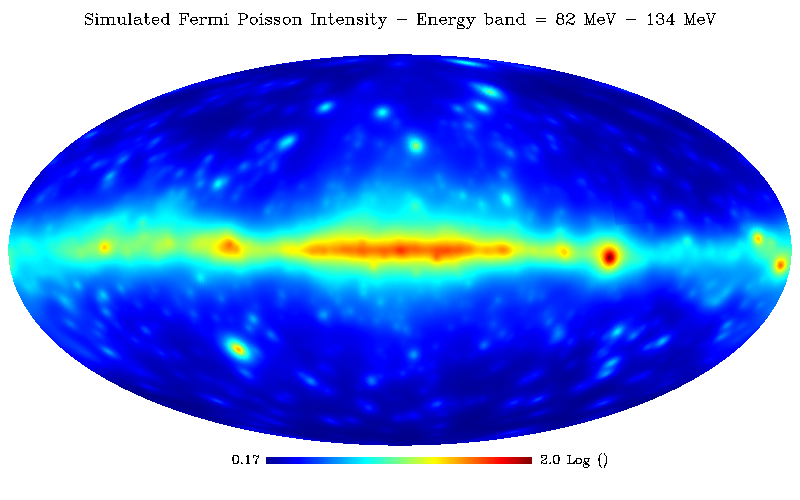 Simulated Fermi Poisson Intensity – Energy band = 82 MeV – 134 MeV
0.17 2.0 Log ()